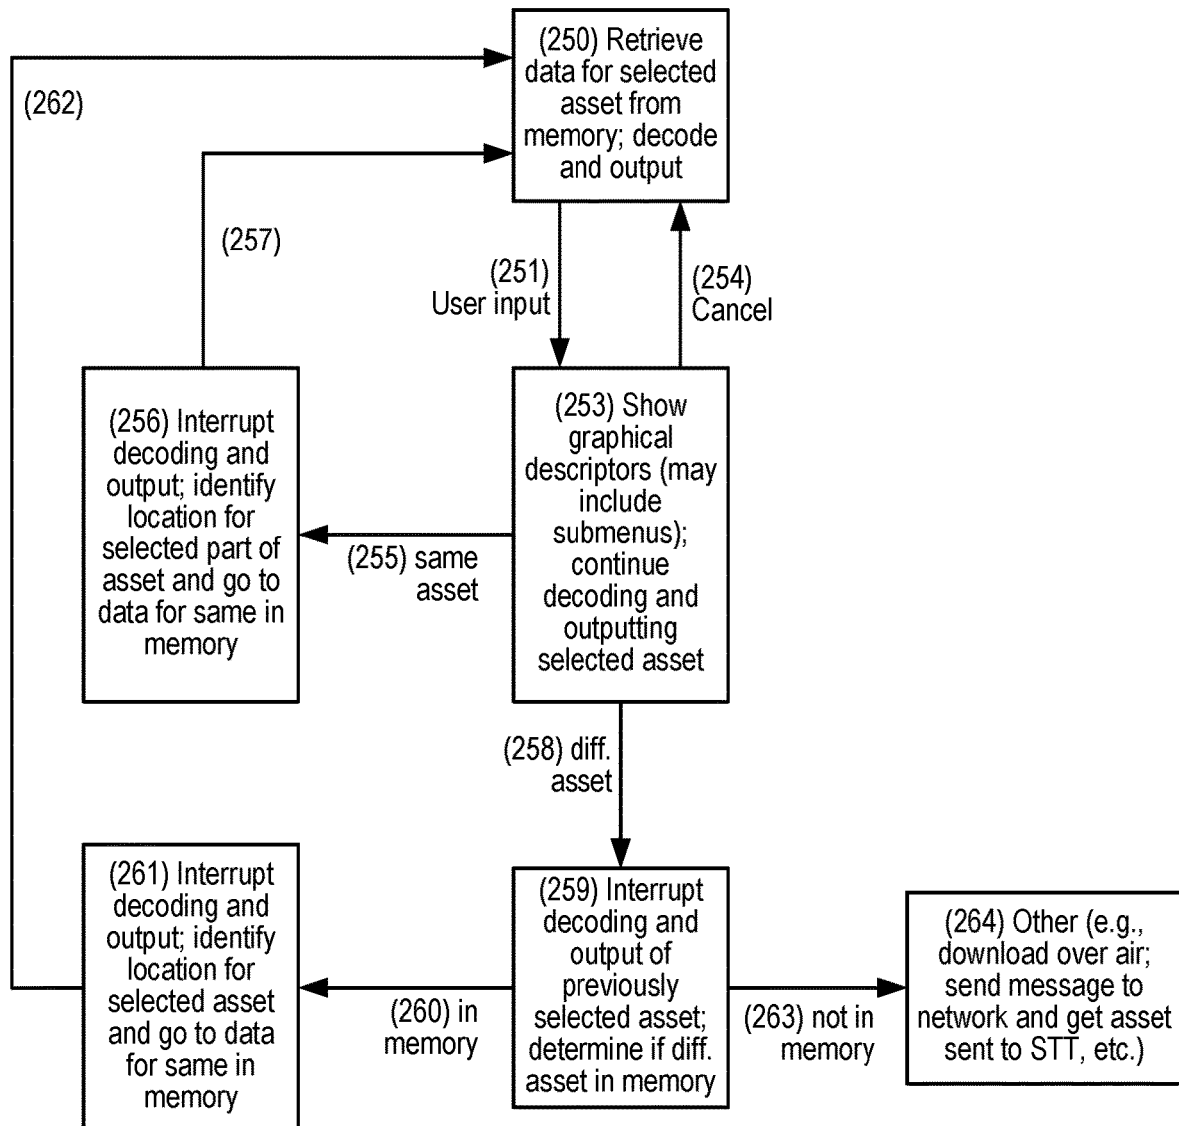 (250) Retrieve
data for selected
asset from
memory; decode
and output
(262)
(257)
(251)
User input
(254)
Cancel
(256) Interrupt
decoding and
output; identify
location for
selected part of
asset and go to
data for same in
memory
(253) Show
graphical
descriptors (may
include
submenus);
continue
decoding and
outputting
selected asset
(255) same
asset
(258) diff.
asset
(261) Interrupt
decoding and
output; identify
location for
selected asset
and go to data
for same in
memory
(260) in
memory
(259) Interrupt
decoding and
output of
previously
selected asset;
determine if diff.
asset in memory
(263) not in
memory
(264) Other (e.g.,
download over air;
send message to
network and get asset
sent to STT, etc.)